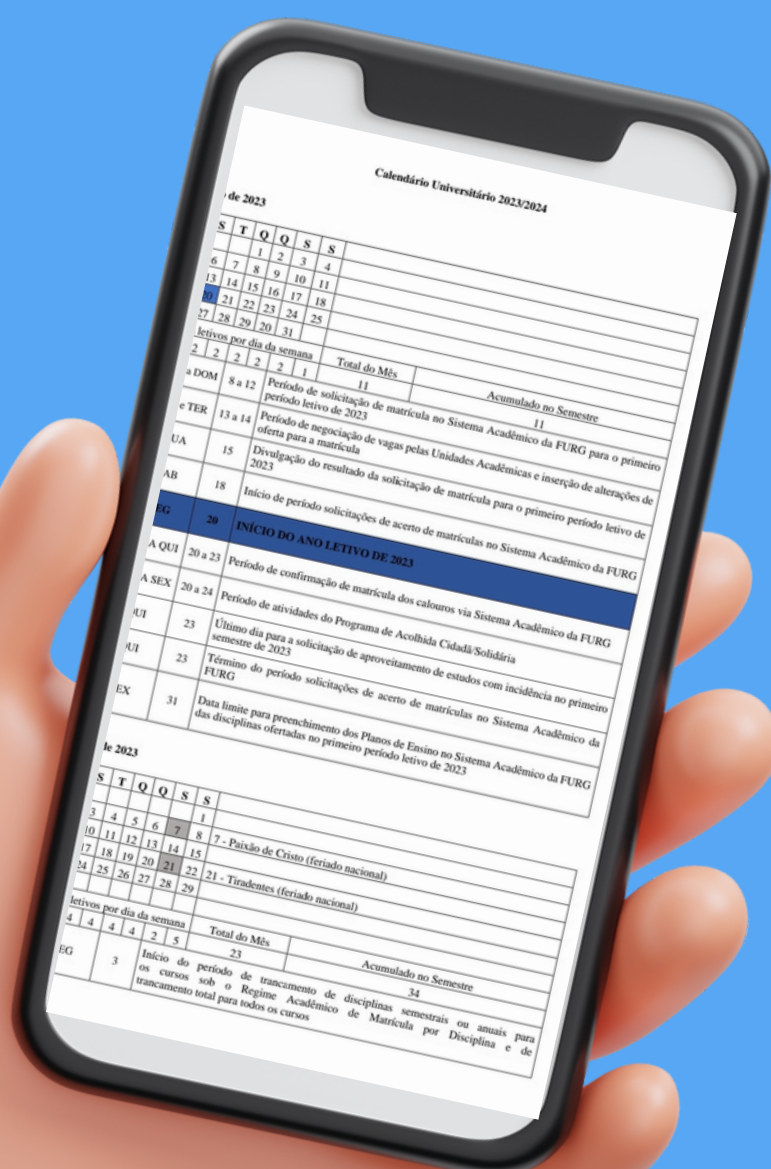 Calendário Universitário 2023/2024
de 2023
S T Q Q S S
1 2 3 4
6 7 8 9 10 11
13 14 15 16 17 18
20 21 22 23 24 25
27 28 29 20 31
letivos por dia da semana Total do Mês Acumulado no Semestre
2 2 2 2 2 1 11 11
a DOM 8 a 12 Período de solicitação de matrícula no Sistema Acadêmico da FURG para o primeiro
período letivo de 2023
e TER 13 a 14 Período de negociação de vagas pelas Unidades Acadêmicas e inserção de alterações de
oferta para a matrícula
UA 15 Divulgação do resultado da solicitação de matrícula para o primeiro período letivo de
2023
AB 18 Início de período solicitações de acerto de matrículas no Sistema Acadêmico da FURG
EG 20 INÍCIO DO ANO LETIVO DE 2023
A QUI 20 a 23 Período de confirmação de matrícula dos calouros via Sistema Acadêmico da FURG
A SEX 20 a 24 Período de atividades do Programa de Acolhida Cidadã/Solidária
UI 23 Último dia para a solicitação de aproveitamento de estudos com incidência no primeiro
semestre de 2023
UI 23 Término do período solicitações de acerto de matrículas no Sistema Acadêmico da
FURG
EX 31 Data limite para preenchimento dos Planos de Ensino no Sistema Acadêmico da FURG
das disciplinas ofertadas no primeiro período letivo de 2023
de 2023
S T Q Q S S
1
3 4 5 6 7 8 7 - Paixão de Cristo (feriado nacional)
10 11 12 13 14 15
17 18 19 20 21 22 21 - Tiradentes (feriado nacional)
24 25 26 27 28 29
letivos por dia da semana Total do Mês Acumulado no Semestre
4 4 4 4 2 5 23 34
EG 3 Início do período de trancamento de disciplinas semestrais ou anuais para
os cursos sob o Regime Acadêmico de Matrícula por Disciplina e de
trancamento total para todos os cursos